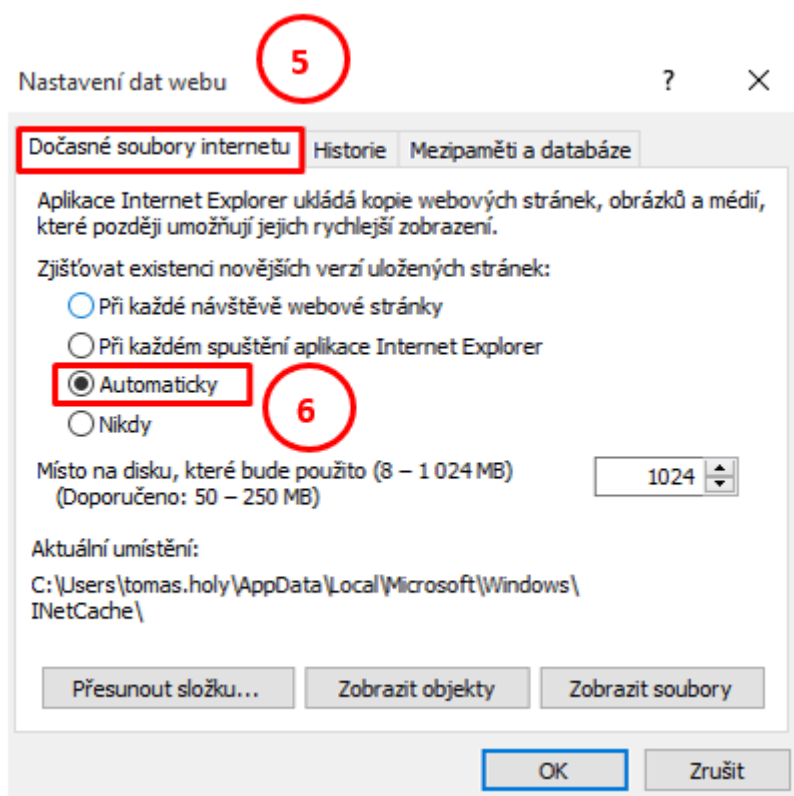 5
Nastavení dat webu ? ×
Dočasné soubory internetu Historie Mezipaměti a databáze
Aplikace Internet Explorer ukládá kopie webových stránek, obrázků a médií,
které později umožňují jejich rychlejší zobrazení.
Zjišťovat existenci novějších verzí uložených stránek:
Při každé návštěvě webové stránky
Při každém spuštění aplikace Internet Explorer
Automaticky
6
Nikdy
Místo na disku, které bude použito (8 – 1 024 MB) 1024
(Doporučeno: 50 – 250 MB)
Aktuální umístění:
C:\Users\tomas.holy\AppData\Local\Microsoft\Windows\
INetCache\
Přesunout složku... Zobrazit objekty Zobrazit soubory
OK Zrušit